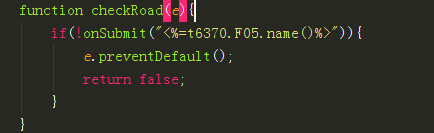 function checkRoad(e){
if(!onSubmit("<%=t6370.F05.name()%>")){
e.preventDefault();
return false;
}
}